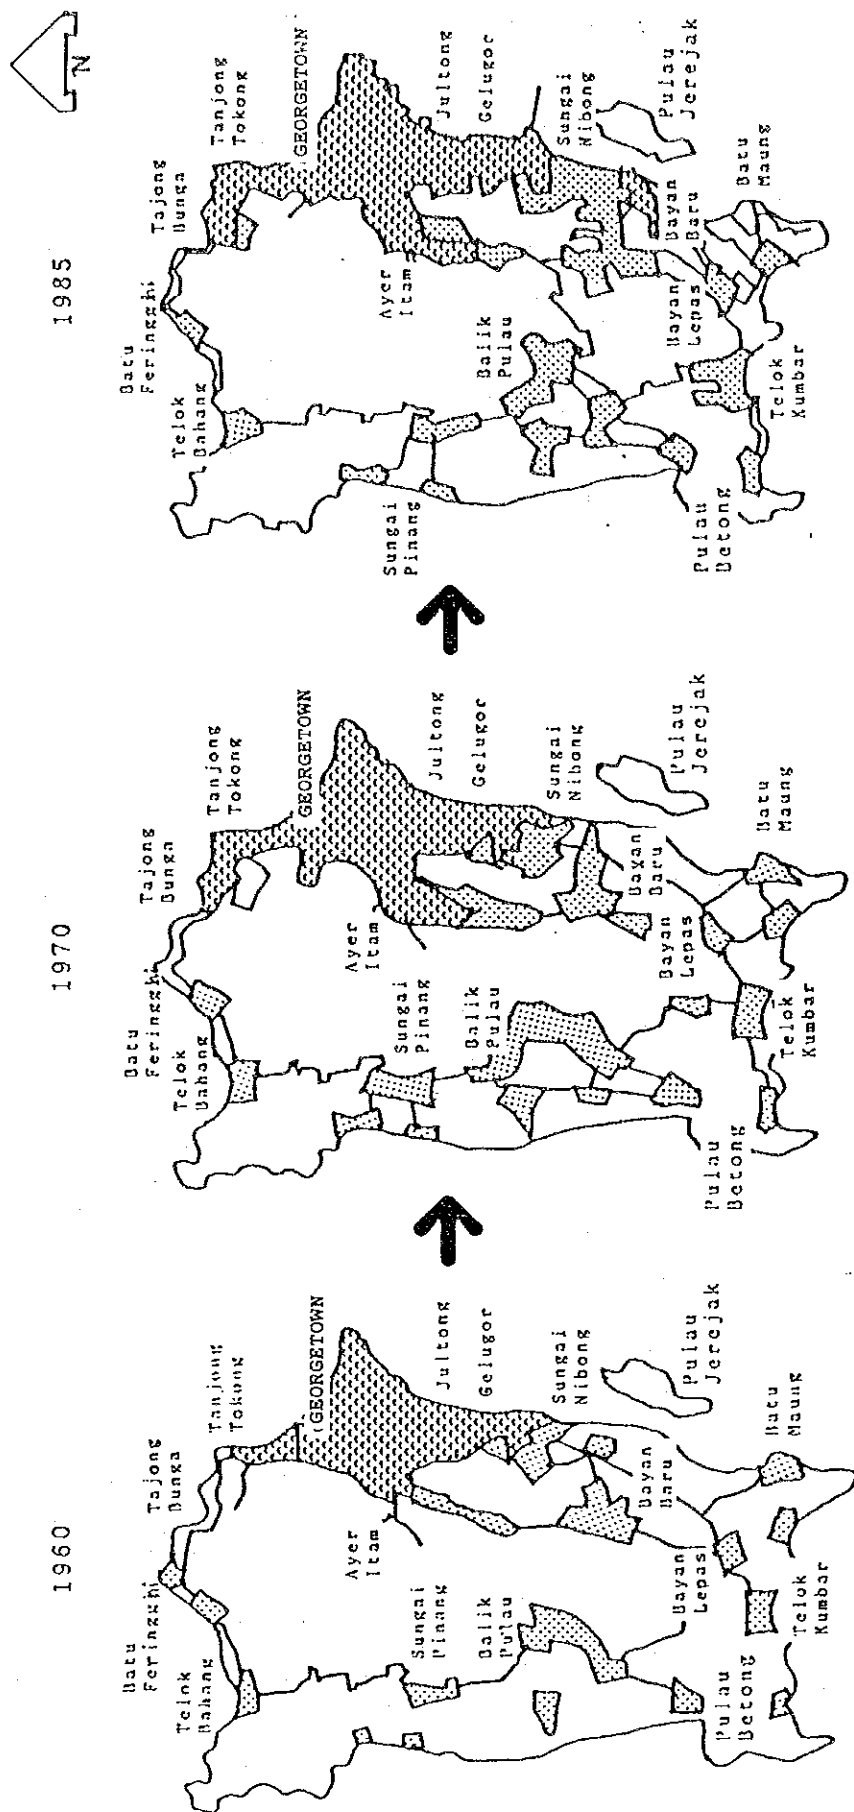 1960
Batu
Feringghi
Tajong
Bunga
Tanjong
Tokong
Telok
Bahang
GEORGETOWN
Ayer
Itam
Jultong
Gelugor
Sungai
Pinang
Balik
Pulau
Sungai
Nibong
Bayan
Baru
Bayan
Lepas
Pulau
Jerejak
Pulau
Betong
Telok
Kumbar
Batu
Maung
1970
Batu
Feringghi
Tajong
Bunga
Tanjong
Tokong
Telok
Bahang
GEORGETOWN
Ayer
Itam
Jultong
Gelugor
Sungai
Pinang
Balik
Pulau
Sungai
Nibong
Bayan
Baru
Bayan
Lepas
Pulau
Jerejak
Pulau
Betong
Telok
Kumbar
Batu
Maung
1985
Batu
Feringghi
Tajong
Bunga
Tanjong
Tokong
Telok
Bahang
GEORGETOWN
Ayer
Itam
Jultong
Gelugor
Sungai
Pinang
Balik
Pulau
Sungai
Nibong
Bayan
Baru
Bayan
Lepas
Pulau
Jerejak
Pulau
Betong
Telok
Kumbar
Batu
Maung
N